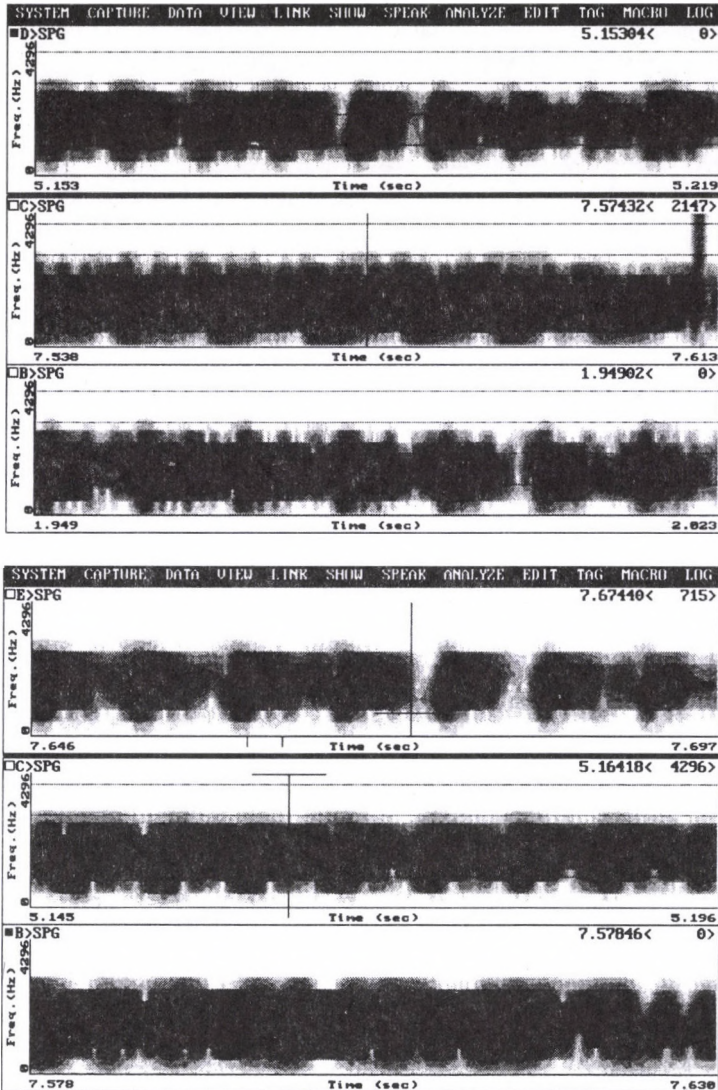 SYSTEM CAPTURE DATA VIEW LINK SHOW SPEAK ANALYZE EDIT TAG MACRO LOG
■D>SPG 5.15304< 0>
Freq.(Hz) 0 4296
5.153 Time (sec) 5.219
□C>SPG 7.57432< 2147>
Freq.(Hz) 0 4296
7.538 Time (sec) 7.613
□B>SPG 1.94902< 0>
Freq.(Hz) 0 4296
1.949 Time (sec) 2.023
SYSTEM CAPTURE DATA VIEW LINK SHOW SPEAK ANALYZE EDIT TAG MACRO LOG
□E>SPG 7.67440< 715>
Freq.(Hz) 0 4296
7.646 Time (sec) 7.697
□C>SPG 5.16418< 4296>
Freq.(Hz) 0 4296
5.145 Time (sec) 5.196
■B>SPG 7.57846< 0>
Freq.(Hz) 0 4296
7.578 Time (sec) 7.630